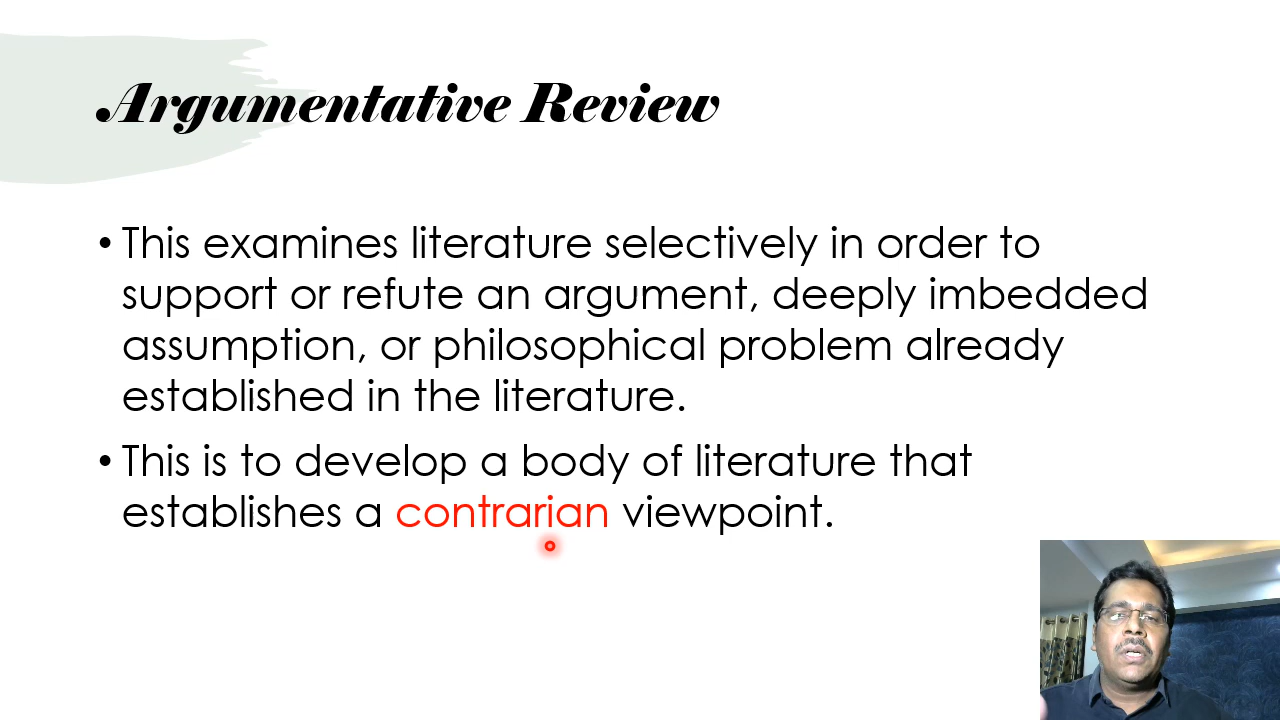 Argumentative Review
• This examines literature selectively in order to
support or refute an argument, deeply imbedded
assumption, or philosophical problem already
established in the literature.
• This is to develop a body of literature that
establishes a contrarian viewpoint.